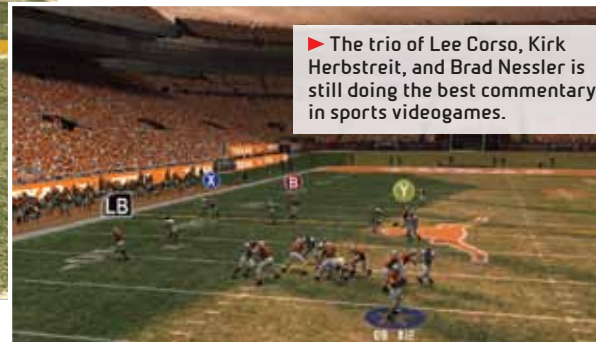 The trio of Lee Corso, Kirk
Herbstreit, and Brad Nessler is
still doing the best commentary
in sports videogames.
X
B
Y
LB